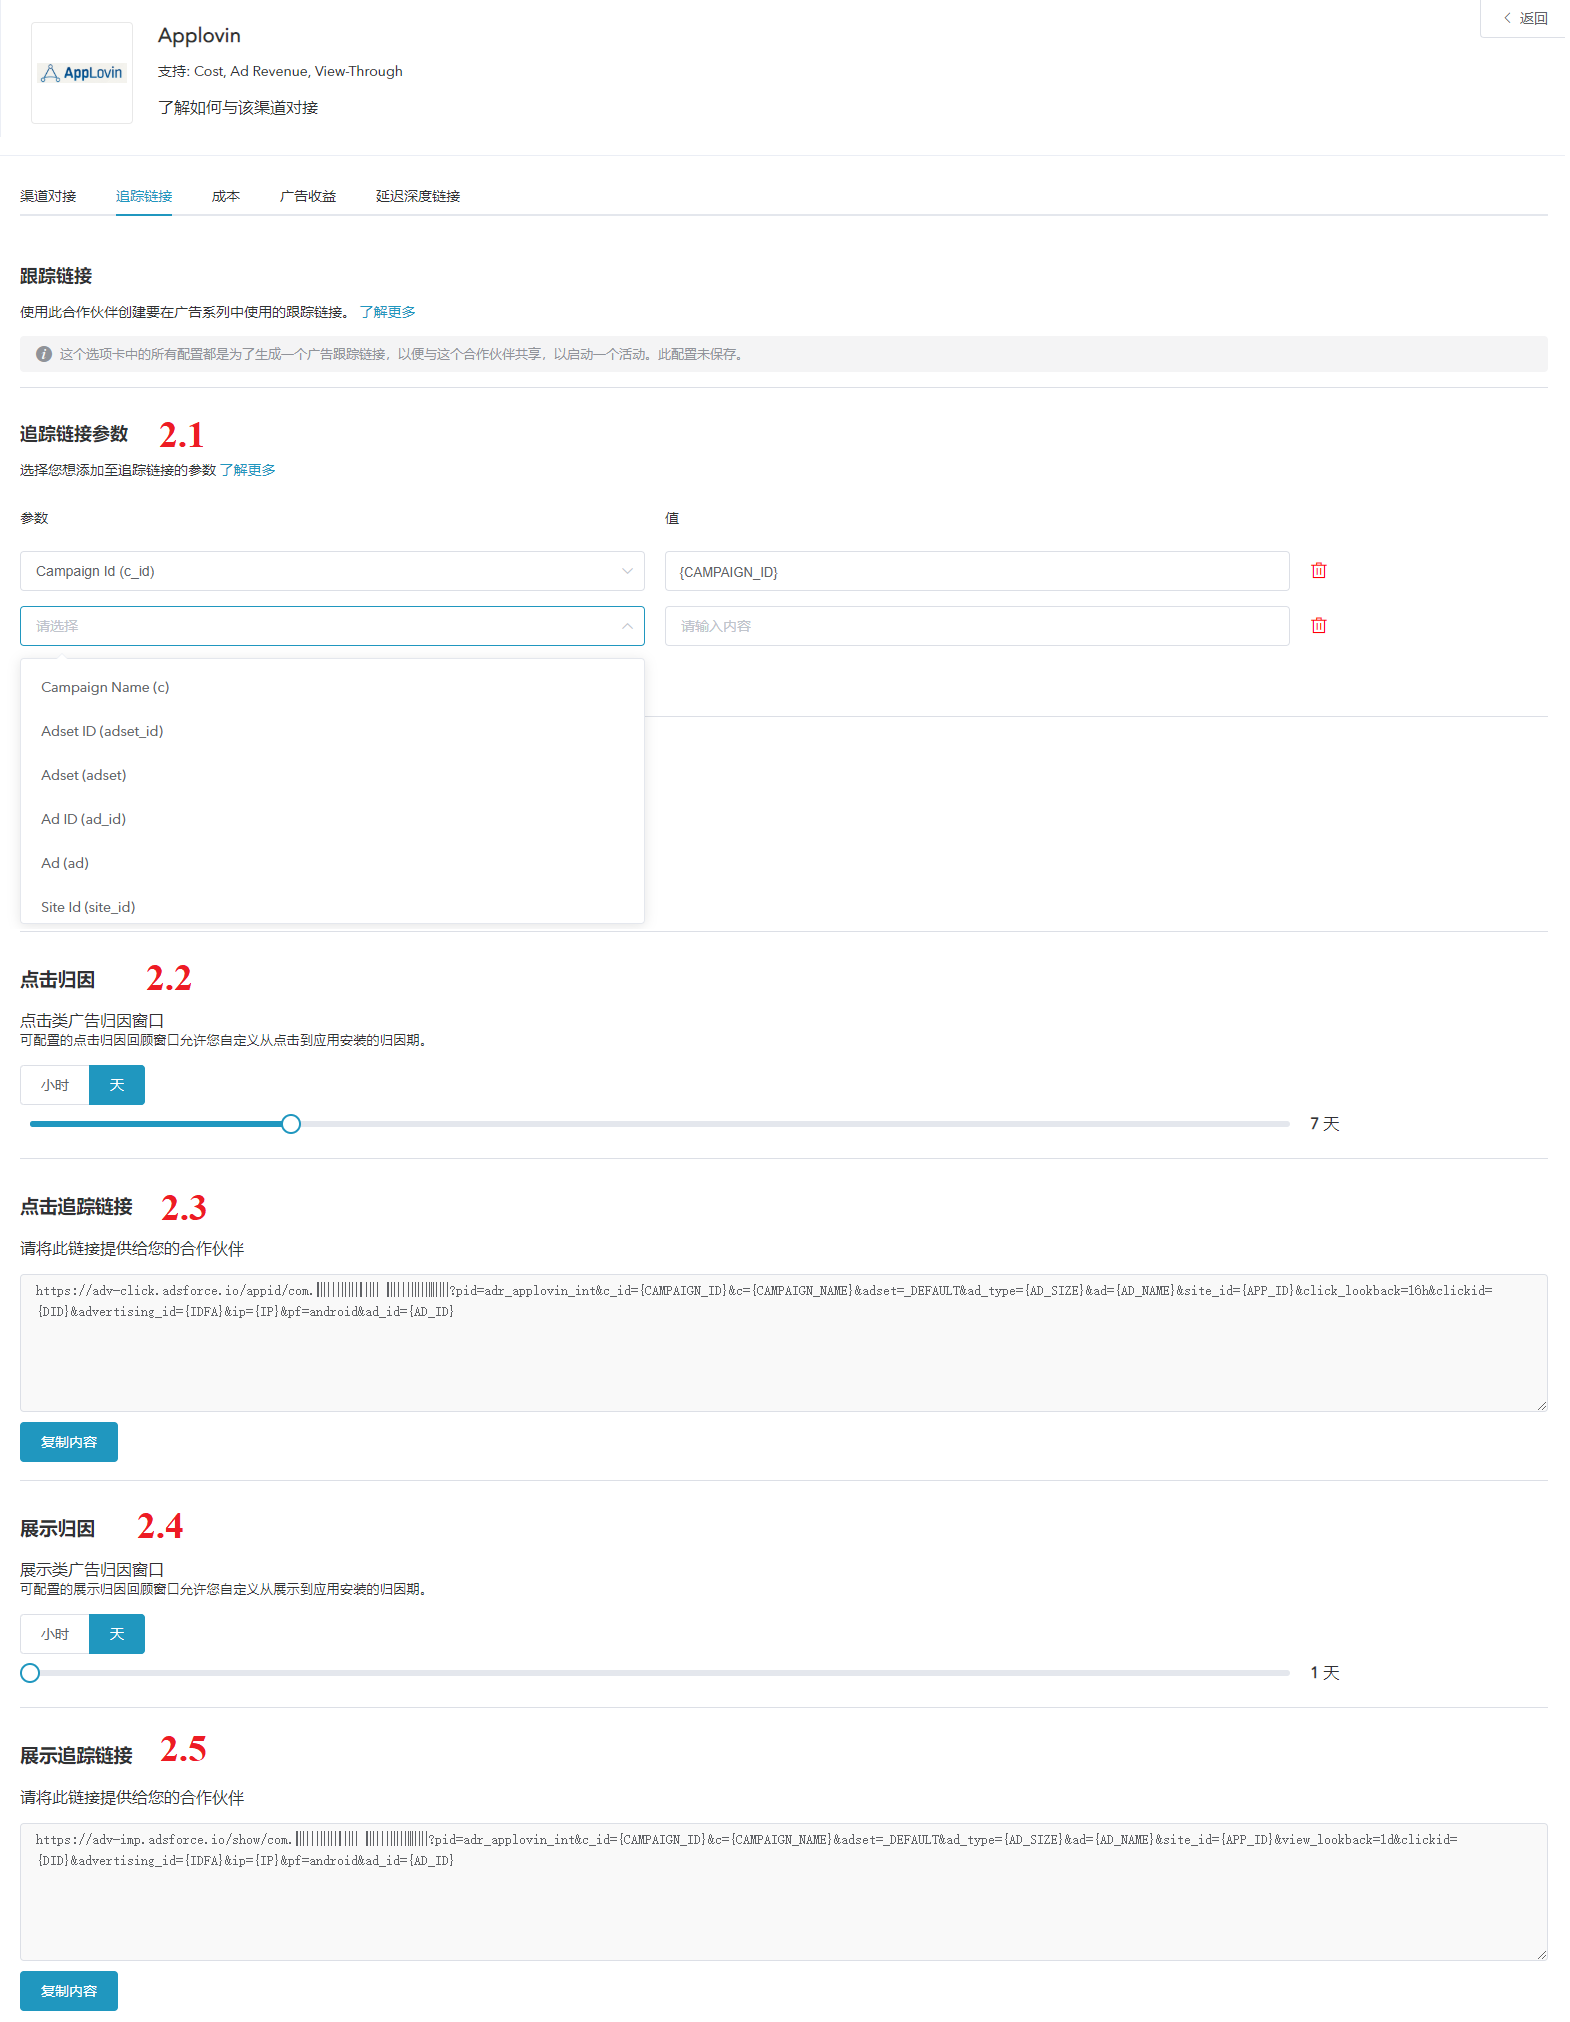 返回
Applovin
AppLovin
支持: Cost, Ad Revenue, View-Through
了解如何与该渠道对接
渠道对接 追踪链接 成本 广告收益 延迟深度链接
跟踪链接
使用此合作伙伴创建要在广告系列中使用的跟踪链接。 了解更多
这个选项卡中的所有配置都是为了生成一个广告跟踪链接，以便与这个合作伙伴共享，以启动一个活动。此配置未保存。
追踪链接参数 2.1
选择您想添加至追踪链接的参数 了解更多
参数 值
Campaign Id (c_id) {CAMPAIGN_ID}
请选择 请输入内容
Campaign Name (c)
Adset ID (adset_id)
Adset (adset)
Ad ID (ad_id)
Ad (ad)
Site Id (site_id)
点击归因 2.2
点击类广告归因窗口
可配置的点击归因回顾窗口允许您自定义从点击到应用安装的归因期。
小时 天
7 天
点击追踪链接 2.3
请将此链接提供给您的合作伙伴
https://adv-click.adsforce.io/appid/com. ?pid=adr_applovin_int&c_id={CAMPAIGN_ID}&c={CAMPAIGN_NAME}&adset=_DEFAULT&ad_type={AD_SIZE}&ad={AD_NAME}&site_id={APP_ID}&click_lookback=16h&clickid=
{DID}&advertising_id={IDFA}&ip={IP}&pf=android&ad_id={AD_ID}
复制内容
展示归因 2.4
展示类广告归因窗口
可配置的展示归因回顾窗口允许您自定义从展示到应用安装的归因期。
小时 天
1 天
展示追踪链接 2.5
请将此链接提供给您的合作伙伴
https://adv-imp.adsforce.io/show/com. ?pid=adr_applovin_int&c_id={CAMPAIGN_ID}&c={CAMPAIGN_NAME}&adset=_DEFAULT&ad_type={AD_SIZE}&ad={AD_NAME}&site_id={APP_ID}&view_lookback=1d&clickid=
{DID}&advertising_id={IDFA}&ip={IP}&pf=android&ad_id={AD_ID}
复制内容